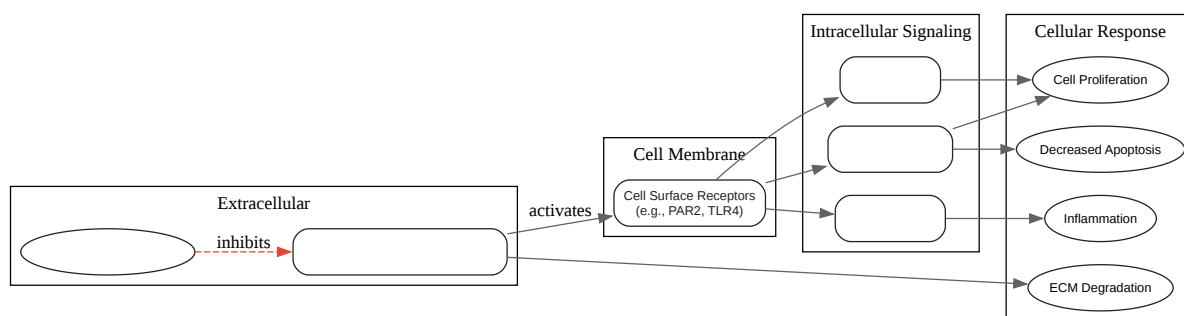 Intracellular Signaling
Cellular Response
Cell Proliferation
Cell Membrane
Decreased Apoptosis
Extracellular
activates
Cell Surface Receptors
(e.g., PAR2, TLR4)
inhibits
Inflammation
ECM Degradation